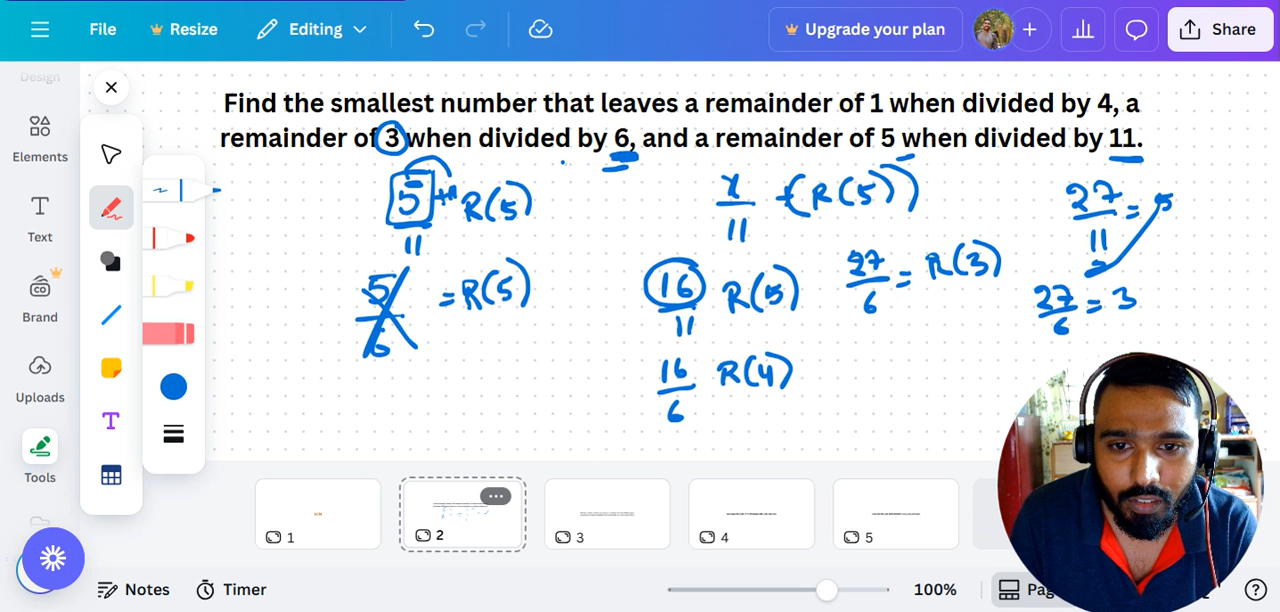 File
Resize
Editing
Upgrade your plan
Share
Design
Elements
Text
Brand
Uploads
Tools
Find the smallest number that leaves a remainder of 1 when divided by 4, a
remainder of 3 when divided by 6, and a remainder of 5 when divided by 11.
5/11 R(5)
x/11 (R(5))
27/11 = 5
5/6 = R(5)
16/11 R(5)
27/6 = R(3)
27/6 = 3
16/6 R(4)
1
2
3
4
5
Notes
Timer
100%